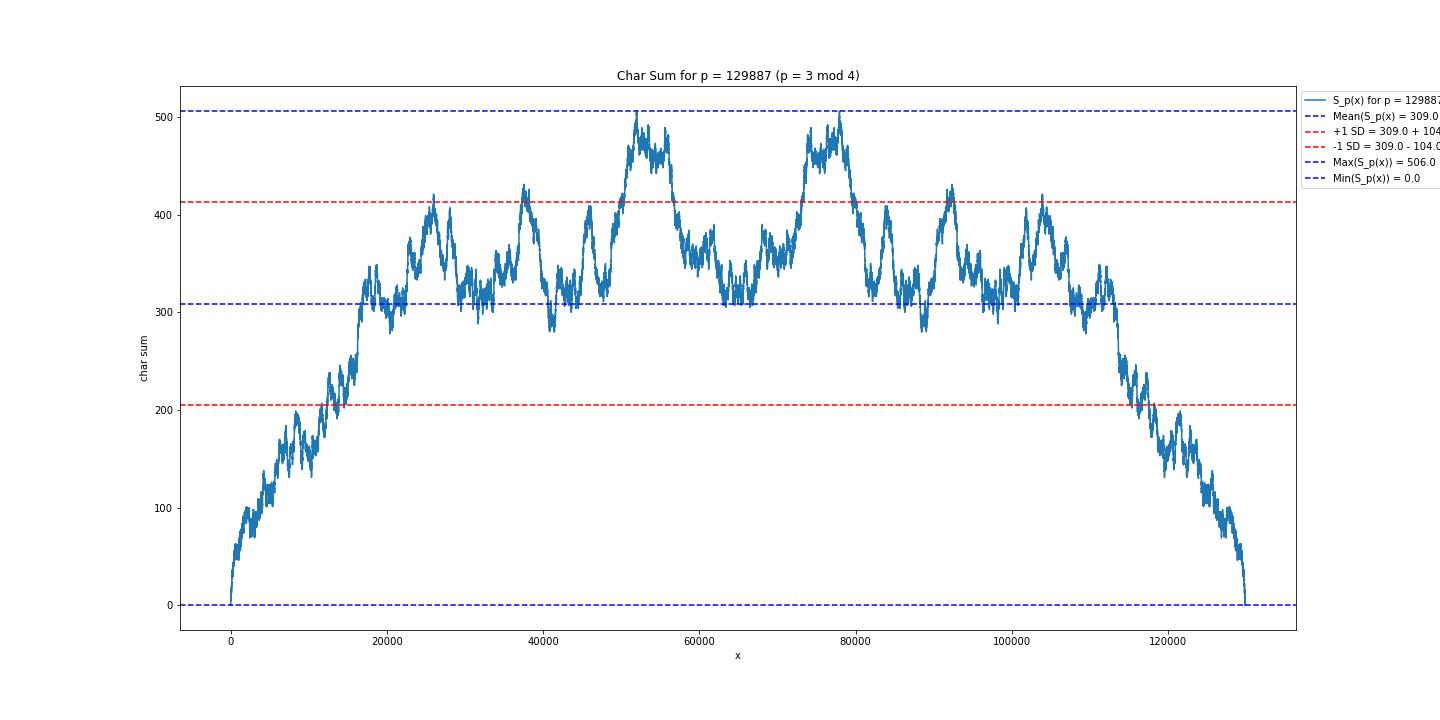 Char Sum for p = 129887 (p = 3 mod 4)
500
400
300
200
100
0
char sum
0
20000
40000
60000
80000
100000
120000
x
S_p(x) for p = 129887
Mean(S_p(x) = 309.0
+1 SD = 309.0 + 104
-1 SD = 309.0 - 104.0
Max(S_p(x)) = 506.0
Min(S_p(x)) = 0.0